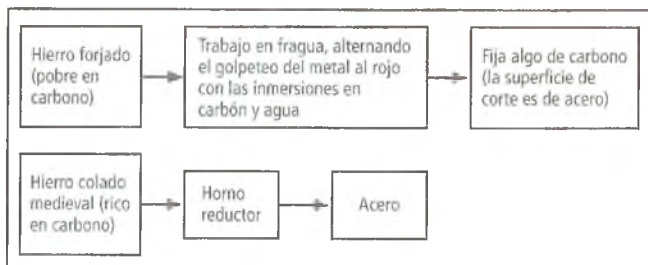 Hierro forjado
(pobre en
carbono)
Trabajo en fragua, alternando
el golpeteo del metal al rojo
con las inmersiones en
carbón y agua
Fija algo de carbono
(la superficie de
corte es de acero)
Hierro colado
medieval (rico
en carbono)
Horno
reductor
Acero